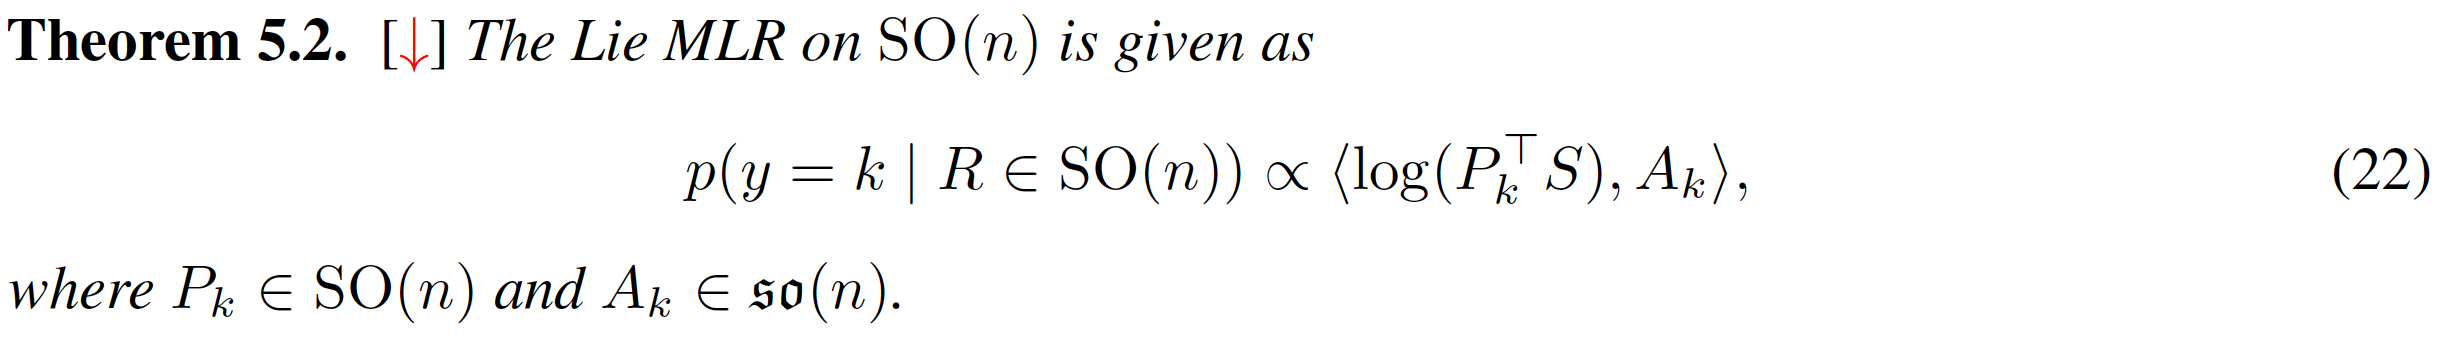 Theorem 5.2. [↓] The Lie MLR on SO(n) is given as
p(y = k | R ∈ SO(n)) ∝ ⟨log(P_k^⊤ S), A_k⟩, (22)
where P_k ∈ SO(n) and A_k ∈ 𝔰𝔬(n).